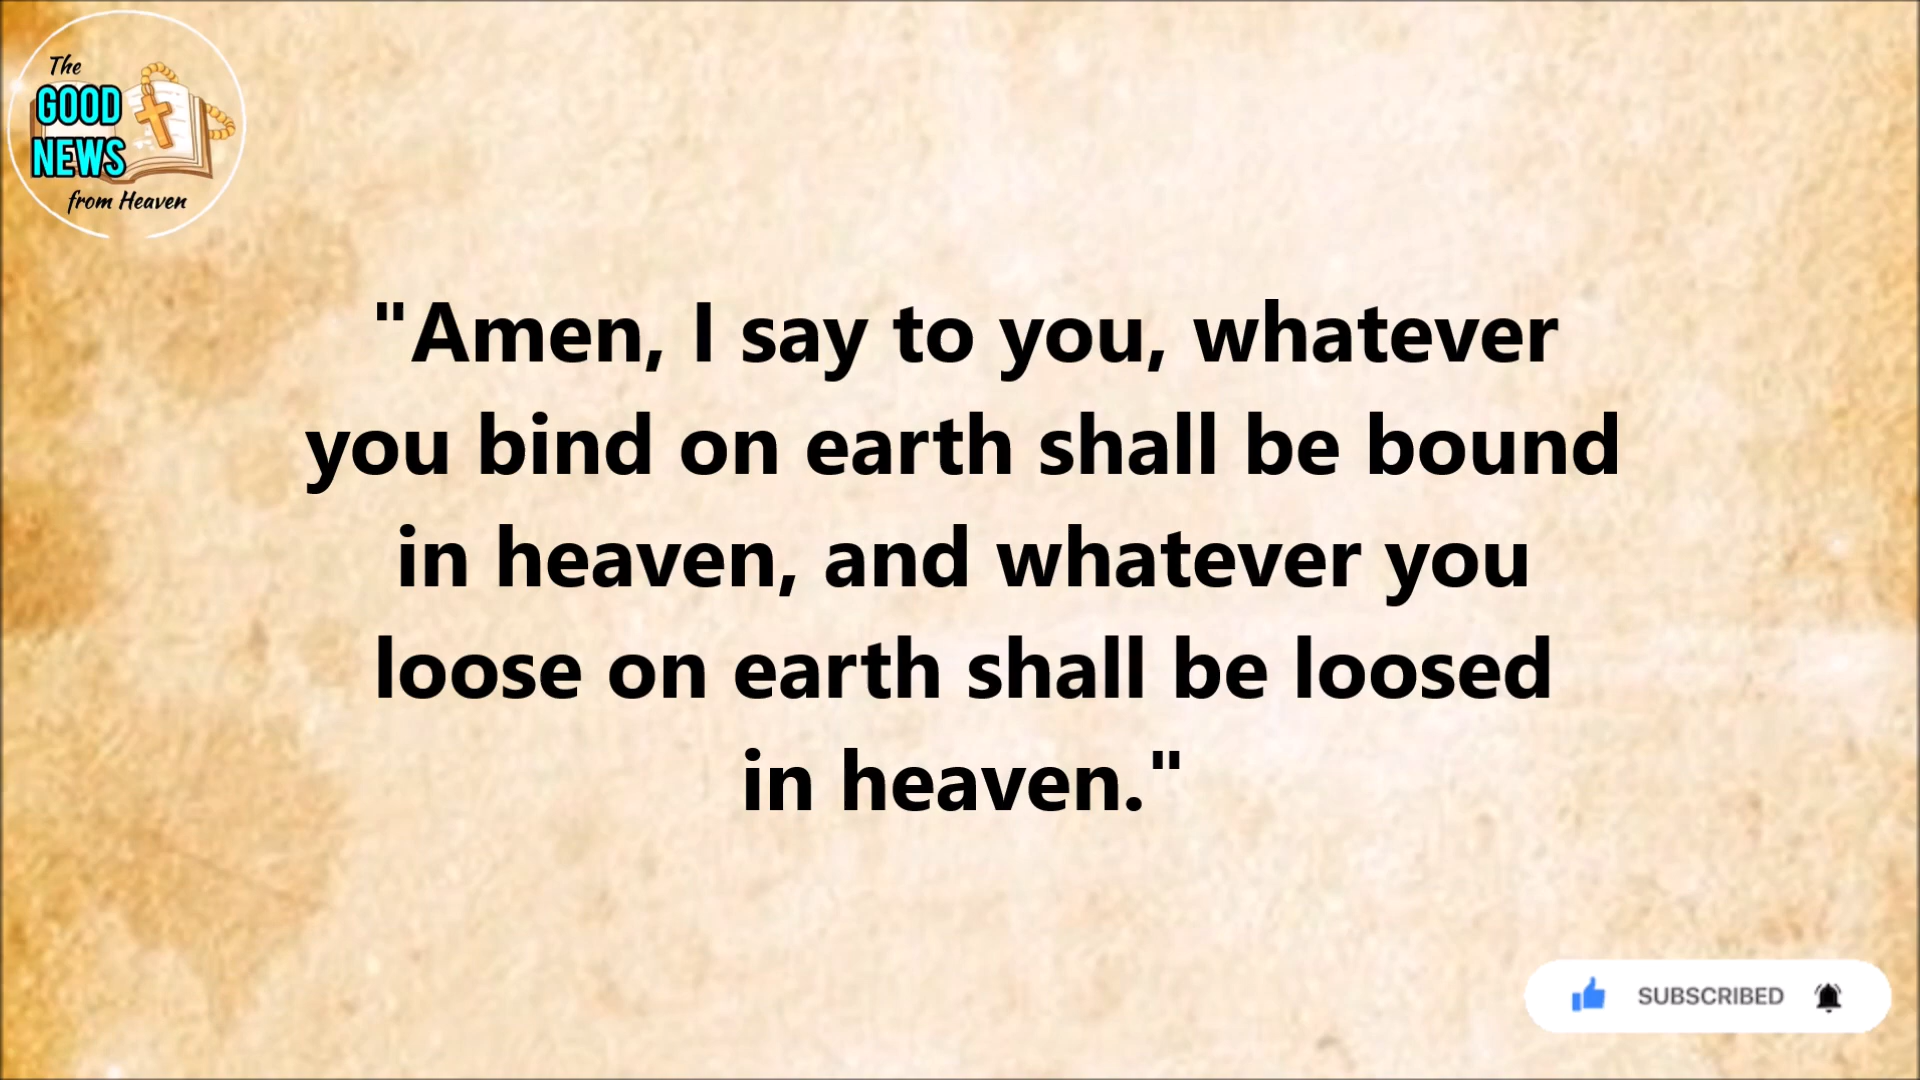 The
GOOD
NEWS
from Heaven
"Amen, I say to you, whatever
you bind on earth shall be bound
in heaven, and whatever you
loose on earth shall be loosed
in heaven."
SUBSCRIBED